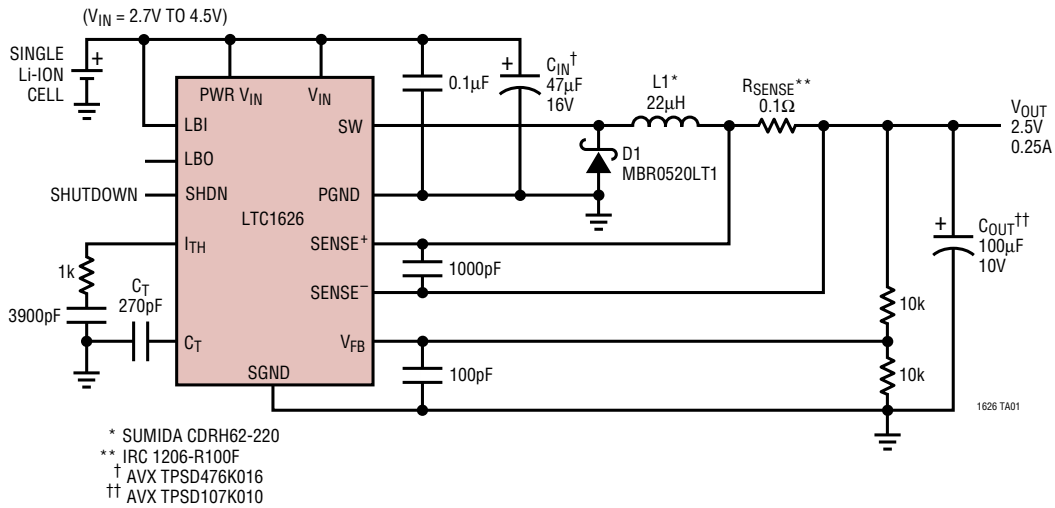 (VIN = 2.7V TO 4.5V)
SINGLE
Li-ION
CELL
+
PWR VIN
VIN
0.1µF
+
CIN†
47µF
16V
L1*
22µH
RSENSE**
0.1Ω
VOUT
2.5V
0.25A
LBI
SW
LBO
D1
MBR0520LT1
SHUTDOWN
SHDN
PGND
LTC1626
ITH
SENSE+
+
COUT††
100µF
10V
1k
1000pF
CT
270pF
SENSE−
10k
3900pF
CT
VFB
SGND
100pF
10k
1626 TA01
* SUMIDA CDRH62-220
** IRC 1206-R100F
† AVX TPSD476K016
†† AVX TPSD107K010